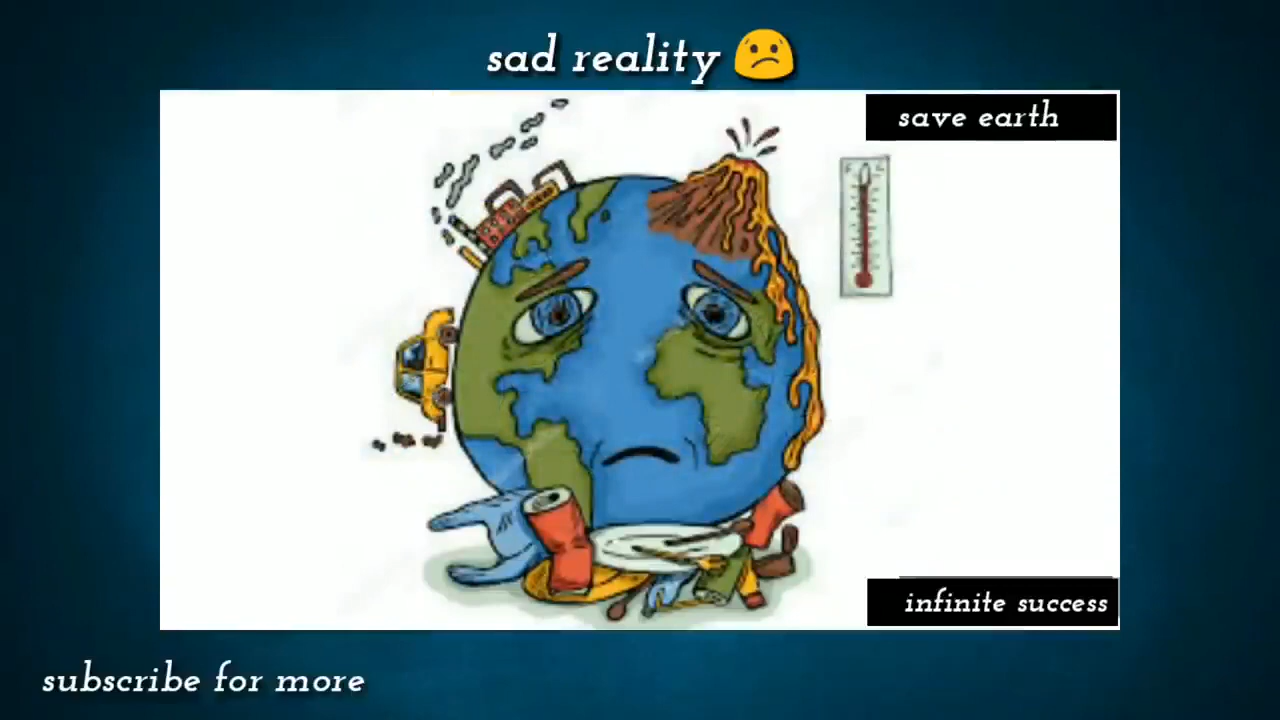 sad reality 😕
save earth
infinite success
subscribe for more